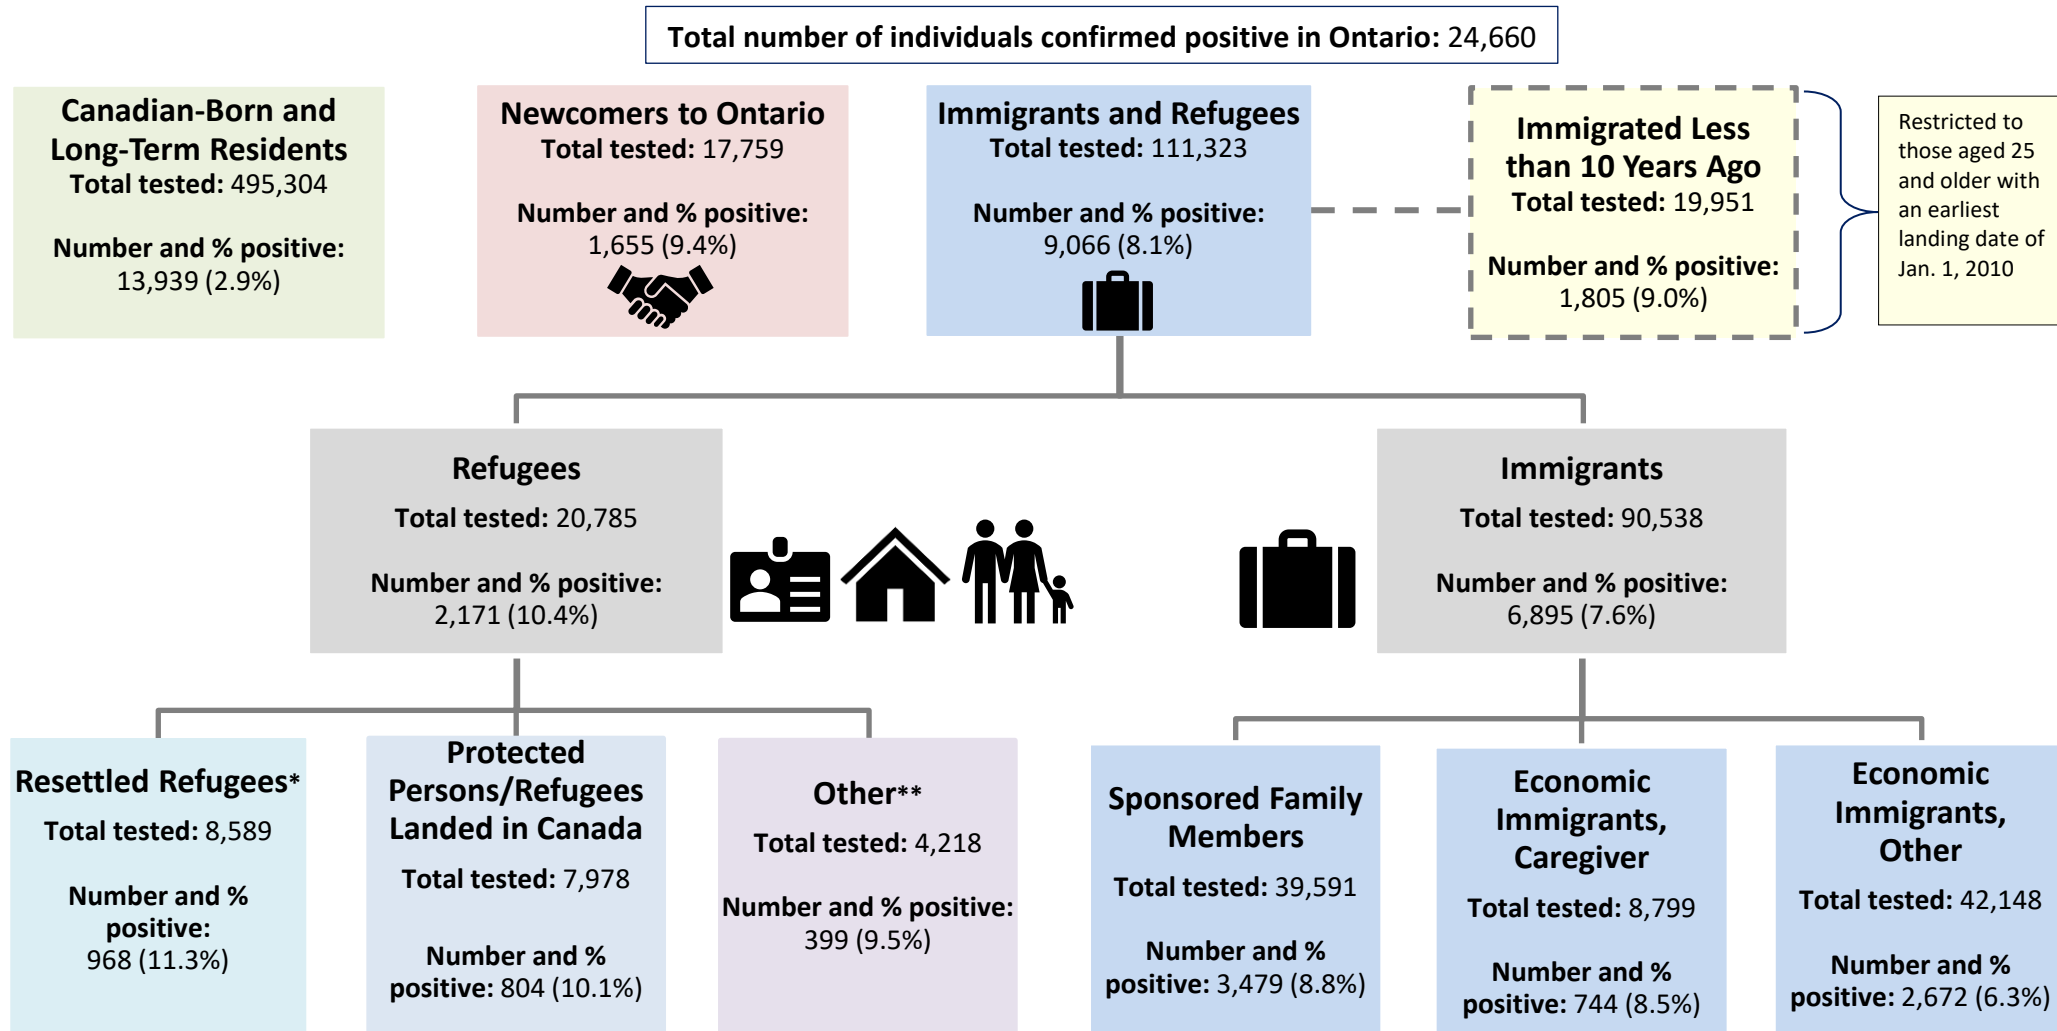 Total number of individuals confirmed positive in Ontario: 24,660
Canadian-Born and
Long-Term Residents
Total tested: 495,304
Number and % positive:
13,939 (2.9%)
Newcomers to Ontario
Total tested: 17,759
Number and % positive:
1,655 (9.4%)
Immigrants and Refugees
Total tested: 111,323
Number and % positive:
9,066 (8.1%)
Immigrated Less
than 10 Years Ago
Total tested: 19,951
Number and % positive:
1,805 (9.0%)
Restricted to
those aged 25
and older with
an earliest
landing date of
Jan. 1, 2010
Refugees
Total tested: 20,785
Number and % positive:
2,171 (10.4%)
Immigrants
Total tested: 90,538
Number and % positive:
6,895 (7.6%)
Resettled Refugees*
Total tested: 8,589
Number and %
positive:
968 (11.3%)
Protected
Persons/Refugees
Landed in Canada
Total tested: 7,978
Number and %
positive: 804 (10.1%)
Other**
Total tested: 4,218
Number and % positive:
399 (9.5%)
Sponsored Family
Members
Total tested: 39,591
Number and %
positive: 3,479 (8.8%)
Economic
Immigrants,
Caregiver
Total tested: 8,799
Number and %
positive: 744 (8.5%)
Economic
Immigrants,
Other
Total tested: 42,148
Number and %
positive: 2,672 (6.3%)